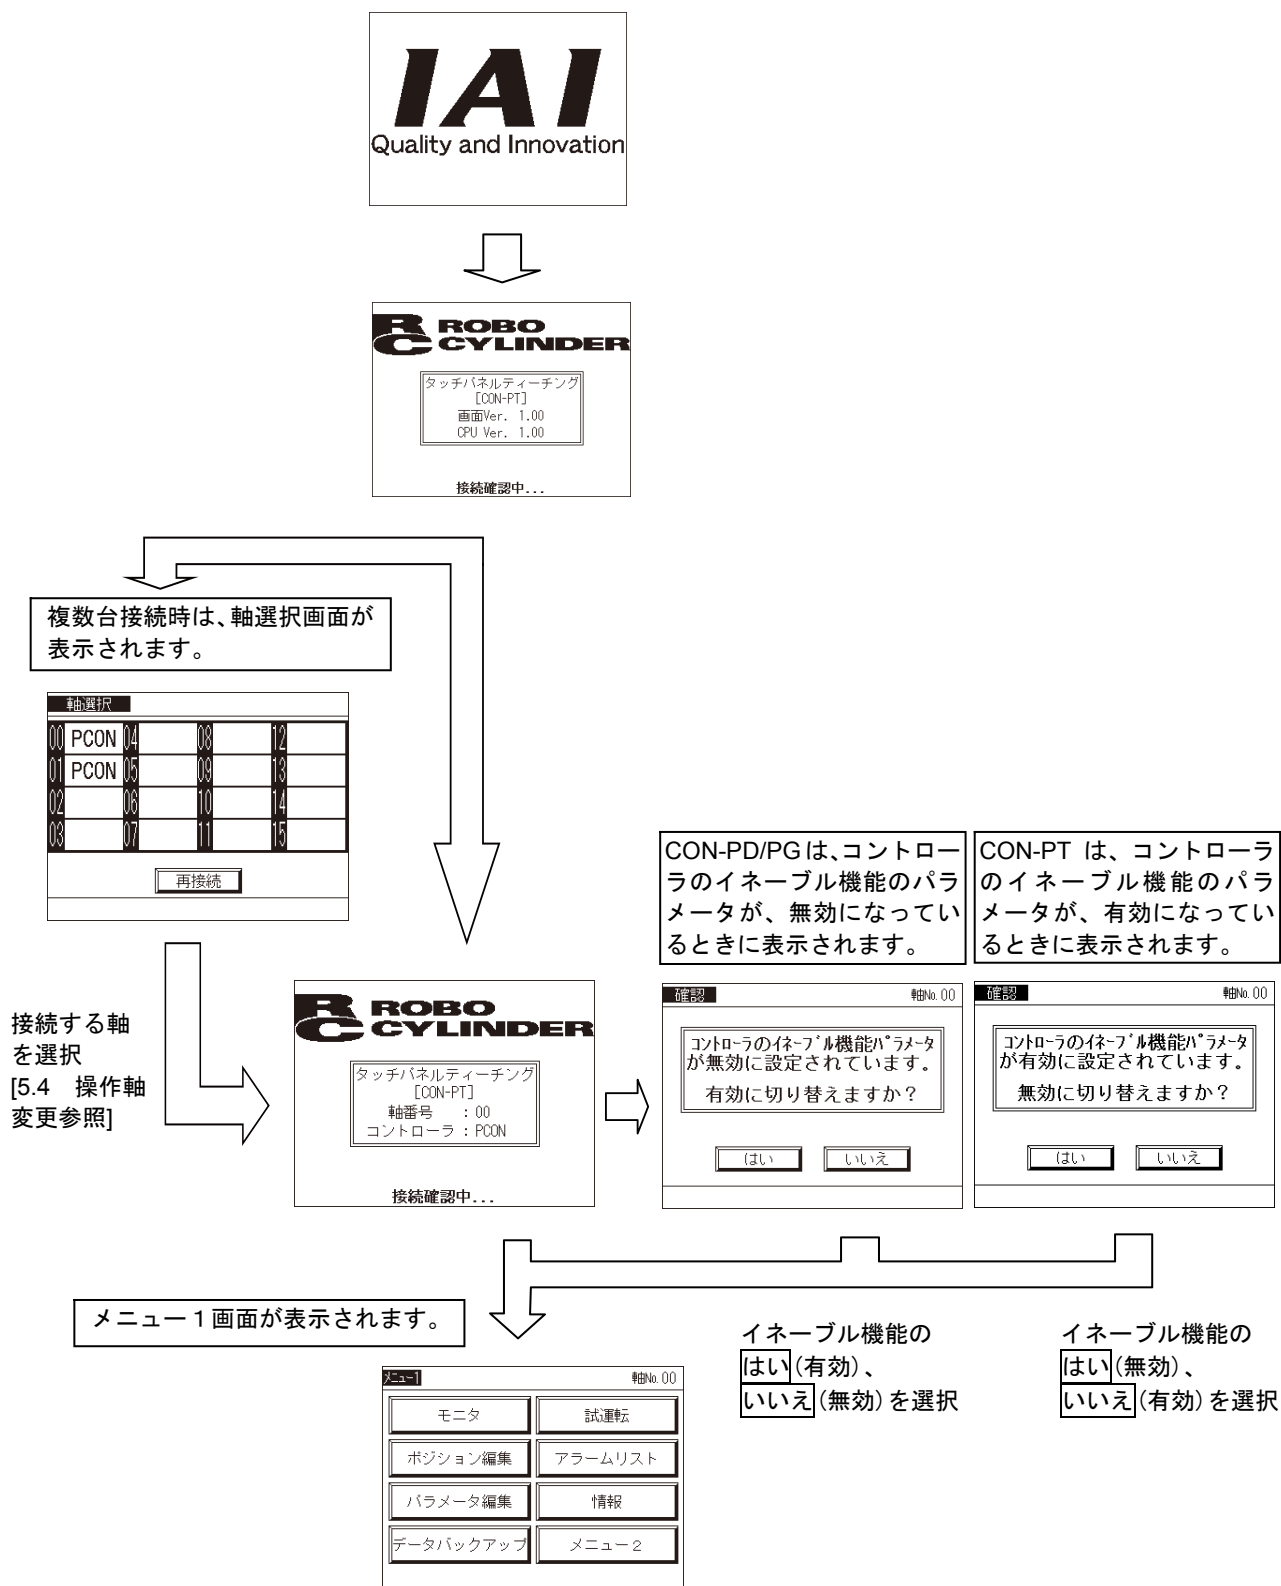 IAI
Quality and Innovation
RC ROBO
CYLINDER
タッチパネルティーチング
[CON-PT]
画面Ver. 1.00
CPU Ver. 1.00
接続確認中...
複数台接続時は、軸選択画面が
表示されます。
軸選択
00 PCON 04 08 12
01 PCON 05 09 13
02 06 10 14
03 07 11 15
再接続
接続する軸
を選択
[5.4 操作軸
変更参照]
RC ROBO
CYLINDER
タッチパネルティーチング
[CON-PT]
軸番号 : 00
コントローラ : PCON
接続確認中...
CON-PD/PGは、コントロー
ラのイネーブル機能のパラ
メータが、無効になってい
るときに表示されます。
確認 軸No. 00
コントローラのイネーブル機能パラメータ
が無効に設定されています。
有効に切り替えますか?
はい いいえ
CON-PT は、コントローラ
のイネーブル機能のパラ
メータが、有効になってい
るときに表示されます。
確認 軸No. 00
コントローラのイネーブル機能パラメータ
が有効に設定されています。
無効に切り替えますか?
はい いいえ
イネーブル機能の
はい(有効)、
いいえ(無効)を選択
イネーブル機能の
はい(無効)、
いいえ(有効)を選択
メニュー1画面が表示されます。
メニュー1 軸No. 00
モニタ 試運転
ポジション編集 アラームリスト
パラメータ編集 情報
データバックアップ メニュー2